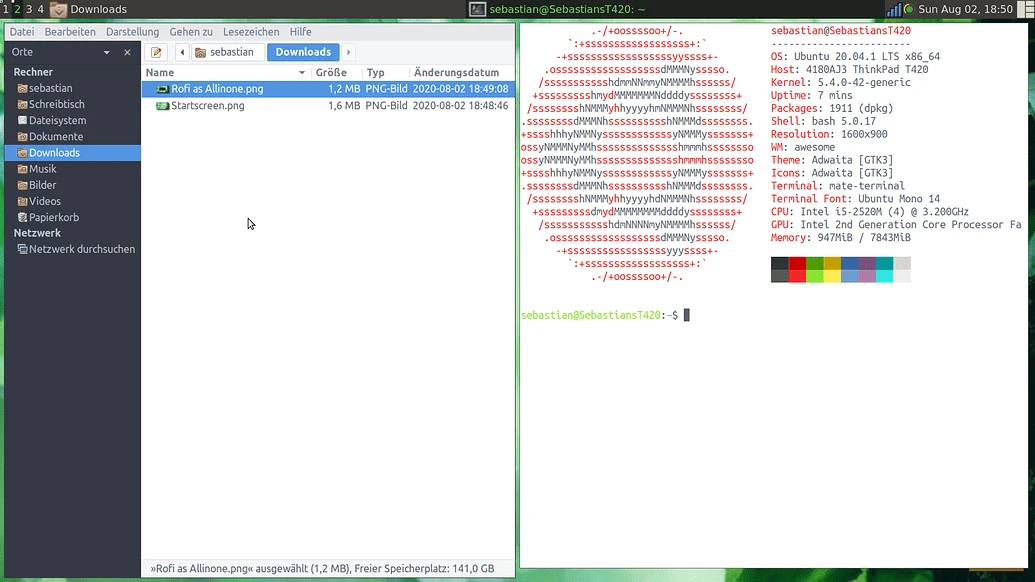 1 2 3 4 Downloads sebastian@SebastiansT420: ~ Sun Aug 02, 18:50
Datei Bearbeiten Darstellung Gehen zu Lesezeichen Hilfe
Orte
sebastian Downloads
Name Größe Typ Änderungsdatum
Rofi as Allinone.png 1,2 MB PNG-Bild 2020-08-02 18:49:08
Startscreen.png 1,6 MB PNG-Bild 2020-08-02 18:48:46
Rechner
sebastian
Schreibtisch
Dateisystem
Dokumente
Downloads
Musik
Bilder
Videos
Papierkorb
Netzwerk
Netzwerk durchsuchen
»Rofi as Allinone.png« ausgewählt (1,2 MB), Freier Speicherplatz: 141,0 GB
sebastian@SebastiansT420
------------------------
OS: Ubuntu 20.04.1 LTS x86_64
Host: 4180AJ3 ThinkPad T420
Kernel: 5.4.0-42-generic
Uptime: 7 mins
Packages: 1911 (dpkg)
Shell: bash 5.0.17
Resolution: 1600x900
WM: awesome
Theme: Adwaita [GTK3]
Icons: Adwaita [GTK3]
Terminal: mate-terminal
Terminal Font: Ubuntu Mono 14
CPU: Intel i5-2520M (4) @ 3.200GHz
GPU: Intel 2nd Generation Core Processor Fa
Memory: 947MiB / 7843MiB
sebastian@SebastiansT420:~$